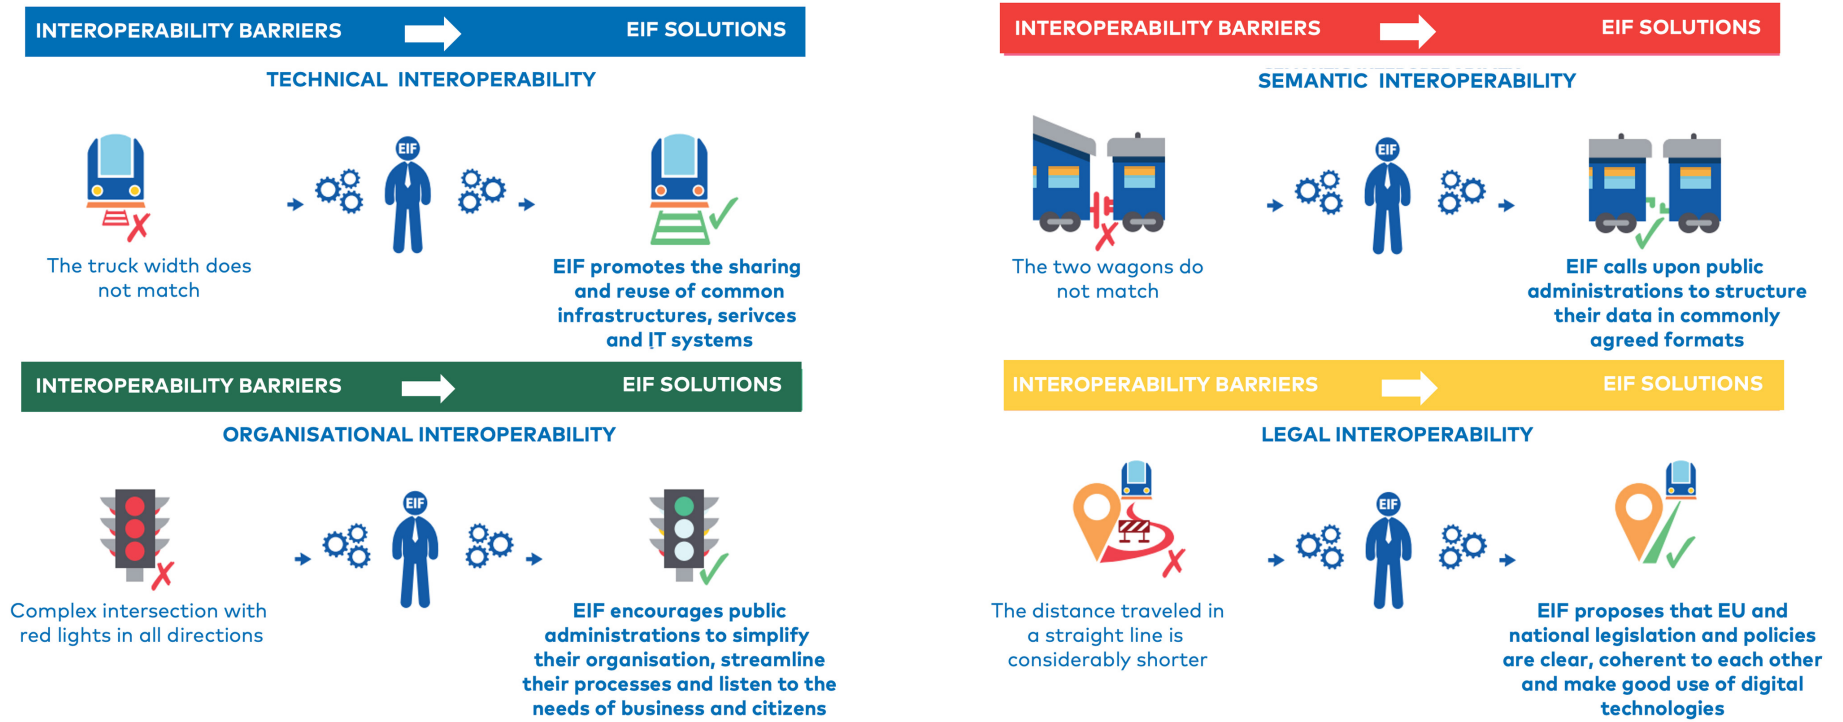 INTEROPERABILITY BARRIERS EIF SOLUTIONS
TECHNICAL INTEROPERABILITY
EIF
The truck width does
not match
EIF promotes the sharing
and reuse of common
infrastructures, serivces
and IT systems
INTEROPERABILITY BARRIERS EIF SOLUTIONS
SEMANTIC INTEROPERABILITY
EIF
The two wagons do
not match
EIF calls upon public
administrations to structure
their data in commonly
agreed formats
INTEROPERABILITY BARRIERS EIF SOLUTIONS
ORGANISATIONAL INTEROPERABILITY
EIF
Complex intersection with
red lights in all directions
EIF encourages public
administrations to simplify
their organisation, streamline
their processes and listen to the
needs of business and citizens
INTEROPERABILITY BARRIERS EIF SOLUTIONS
LEGAL INTEROPERABILITY
EIF
The distance traveled in
a straight line is
considerably shorter
EIF proposes that EU and
national legislation and policies
are clear, coherent to each other
and make good use of digital
technologies